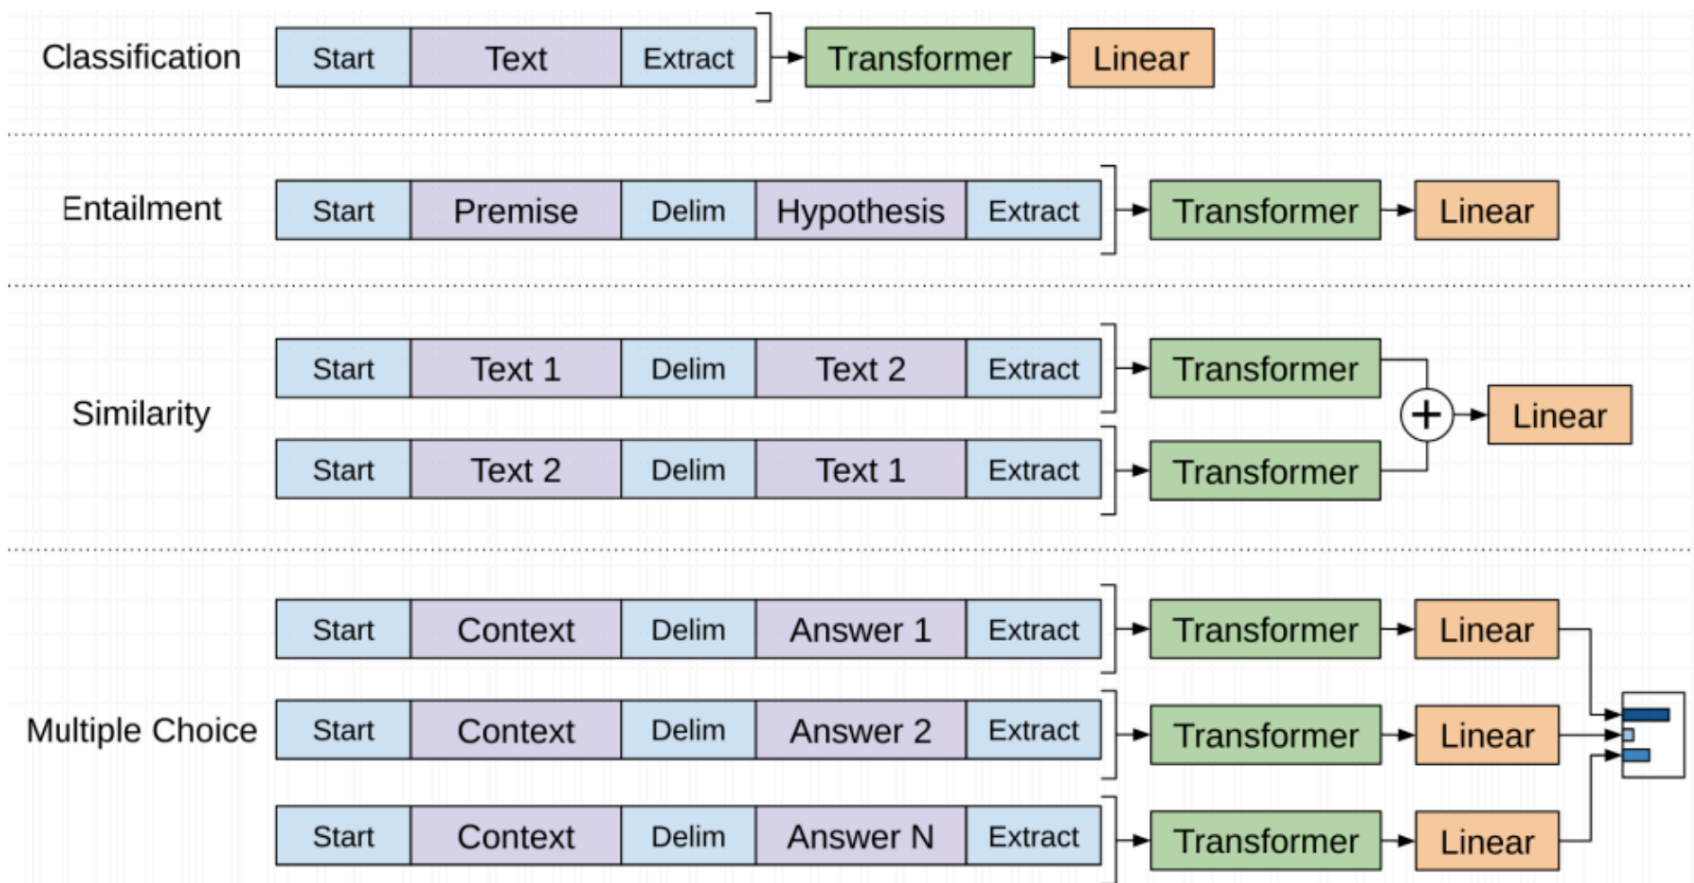 Classification Start Text Extract Transformer Linear
Entailment Start Premise Delim Hypothesis Extract Transformer Linear
Start Text 1 Delim Text 2 Extract Transformer
Similarity + Linear
Start Text 2 Delim Text 1 Extract Transformer
Start Context Delim Answer 1 Extract Transformer Linear
Multiple Choice Start Context Delim Answer 2 Extract Transformer Linear
Start Context Delim Answer N Extract Transformer Linear